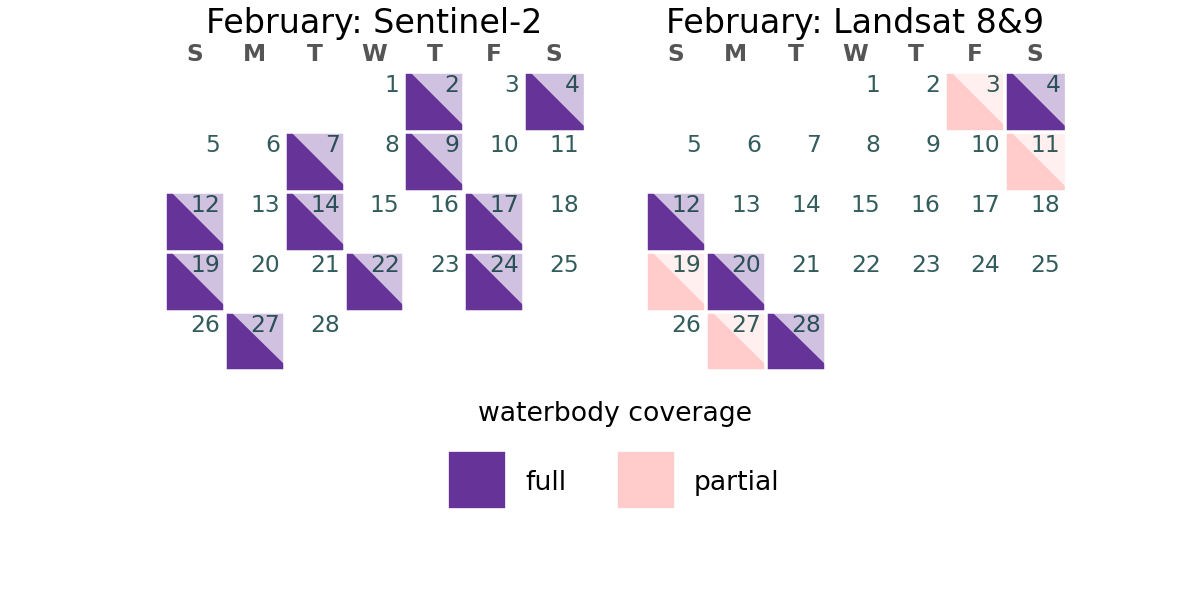 February: Sentinel-2
S M T W T F S
1 2 3 4
5 6 7 8 9 10 11
12 13 14 15 16 17 18
19 20 21 22 23 24 25
26 27 28
February: Landsat 8&9
S M T W T F S
1 2 3 4
5 6 7 8 9 10 11
12 13 14 15 16 17 18
19 20 21 22 23 24 25
26 27 28
waterbody coverage
full
partial